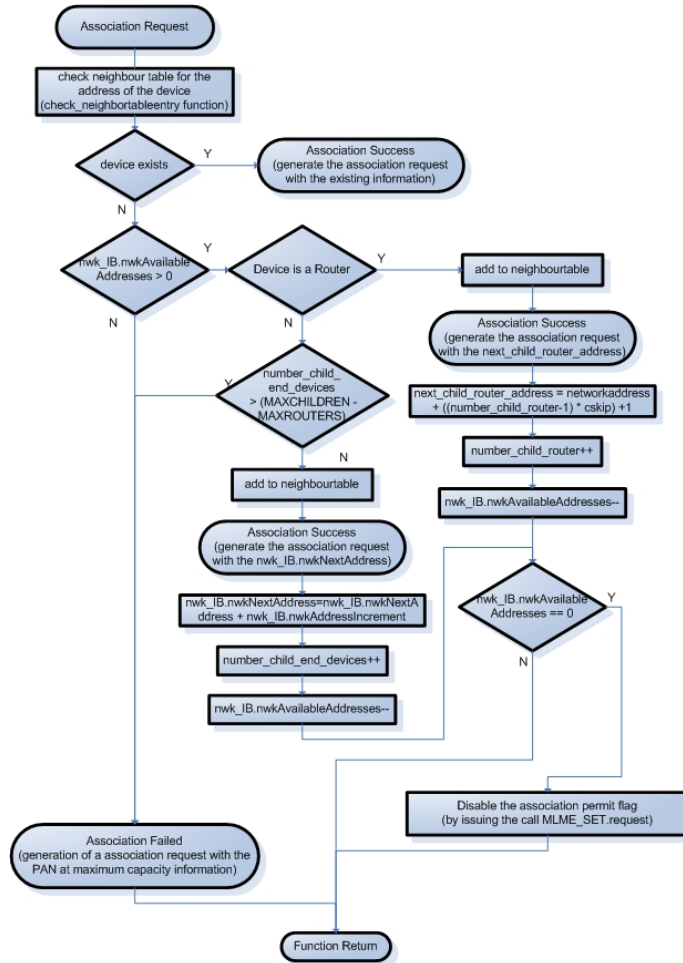 Association Request
check neighbour table for the
address of the device
(check_neighbortableentry function)
device exists
Y
Association Success
(generate the association request
with the existing information)
N
nwk_IB.nwkAvailable
Addresses > 0
Y
Device is a Router
Y
add to neighbourtable
N
N
Association Success
(generate the association request
with the next_child_router_address)
number_child_
end_devices
> (MAXCHILDREN -
MAXROUTERS)
Y
next_child_router_address = networkaddress
+ ((number_child_router-1) * cskip) +1
number_child_router++
N
add to neighbourtable
nwk_IB.nwkAvailableAddresses--
Association Success
(generate the association request
with the nwk_IB.nwkNextAddress)
nwk_IB.nwkAvailable
Addresses == 0
Y
N
nwk_IB.nwkNextAddress=nwk_IB.nwkNextA
ddress + nwk_IB.nwkAddressIncrement
number_child_end_devices++
nwk_IB.nwkAvailableAddresses--
Disable the association permit flag
(by issuing the call MLME_SET.request)
Association Failed
(generation of a association request with the
PAN at maximum capacity information)
Function Return